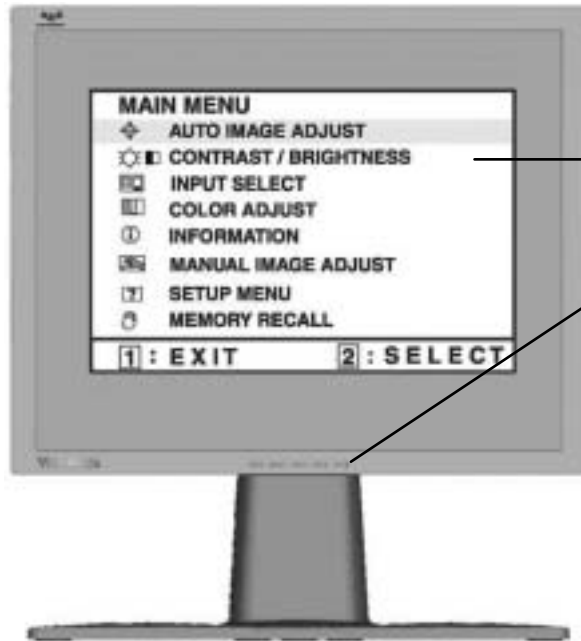 MAIN MENU
AUTO IMAGE ADJUST
CONTRAST / BRIGHTNESS
INPUT SELECT
COLOR ADJUST
INFORMATION
MANUAL IMAGE ADJUST
SETUP MENU
MEMORY RECALL
1 : EXIT 2 : SELECT